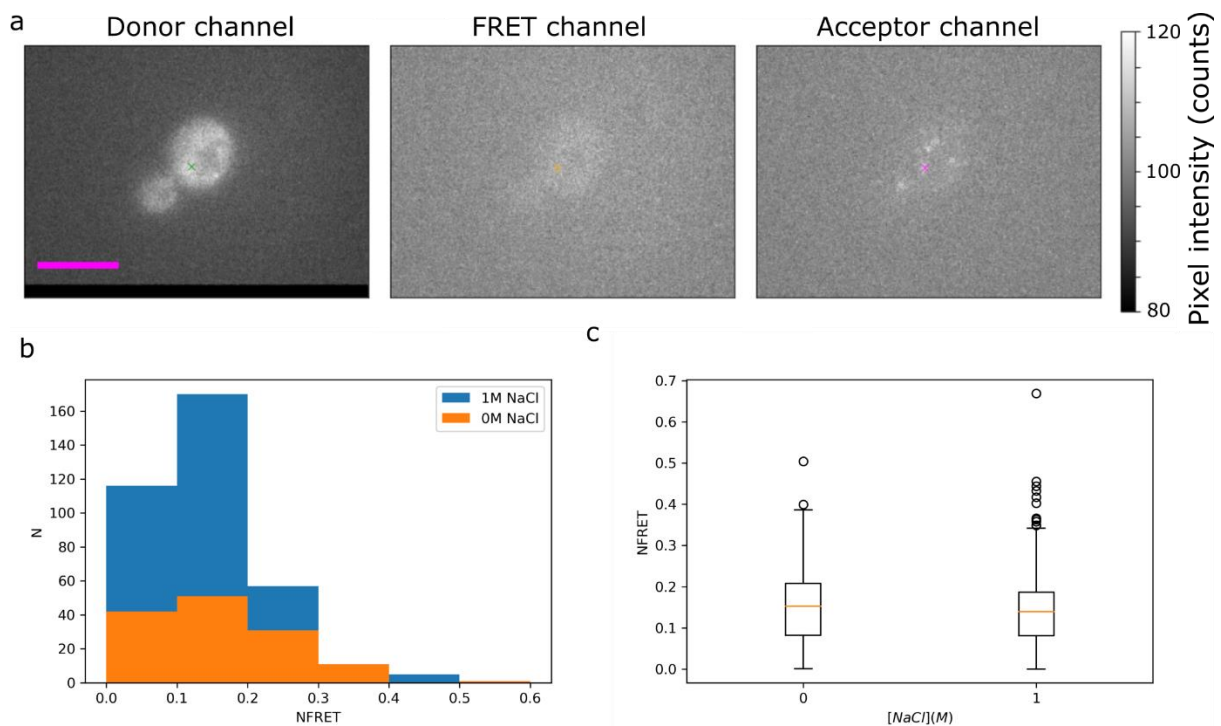 a
Donor channel
FRET channel
Acceptor channel
120
100
80
Pixel intensity (counts)
b
160
140
120
100
80
60
40
20
0
N
0.0 0.1 0.2 0.3 0.4 0.5 0.6
NFRET
1M NaCl
0M NaCl
c
0.7
0.6
0.5
0.4
0.3
0.2
0.1
0.0
NFRET
0 1
[NaCl](M)